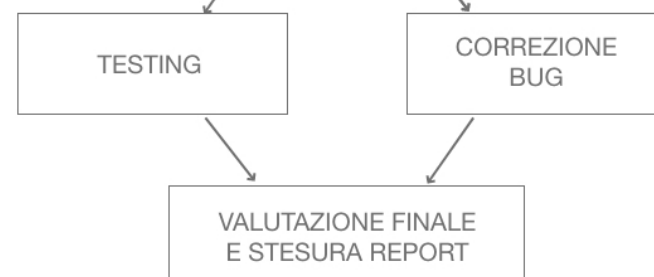 TESTING
CORREZIONE
BUG
VALUTAZIONE FINALE
E STESURA REPORT